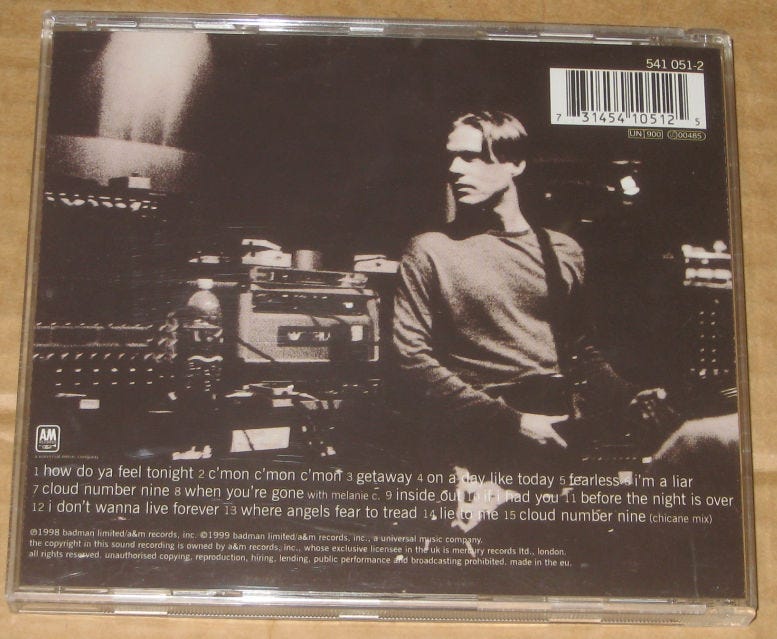 541 051-2
7 31454 10512 5
UN 900 00485
AM
a universal music company
1 how do ya feel tonight 2 c'mon c'mon c'mon 3 getaway 4 on a day like today 5 fearless 6 i'm a liar
7 cloud number nine 8 when you're gone with melanie c. 9 inside out 10 if i had you 11 before the night is over
12 i don't wanna live forever 13 where angels fear to tread 14 lie to me 15 cloud number nine (chicane mix)
℗1998 badman limited/a&m records, inc. ©1999 badman limited/a&m records, inc., a universal music company.
the copyright in this sound recording is owned by a&m records, inc., whose exclusive licensee in the uk is mercury records ltd., london.
all rights reserved. unauthorised copying, reproduction, hiring, lending, public performance and broadcasting prohibited. made in the eu.